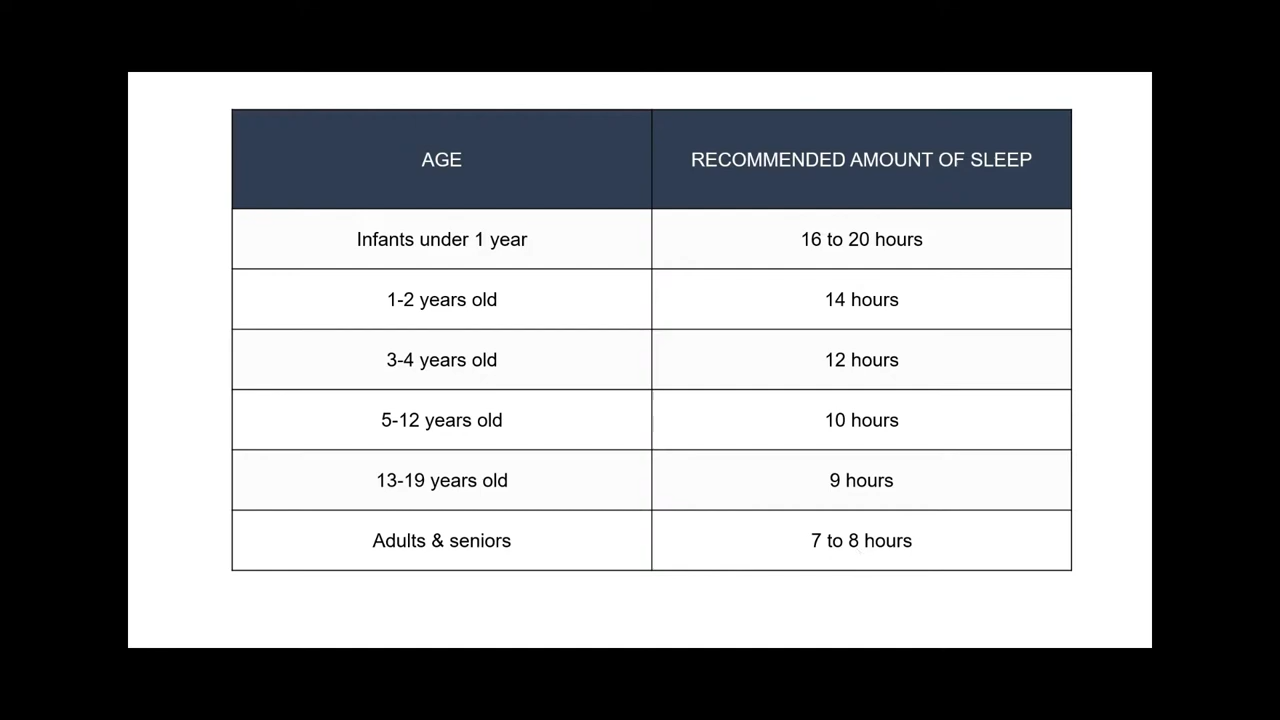 AGE
RECOMMENDED AMOUNT OF SLEEP
Infants under 1 year
16 to 20 hours
1-2 years old
14 hours
3-4 years old
12 hours
5-12 years old
10 hours
13-19 years old
9 hours
Adults & seniors
7 to 8 hours